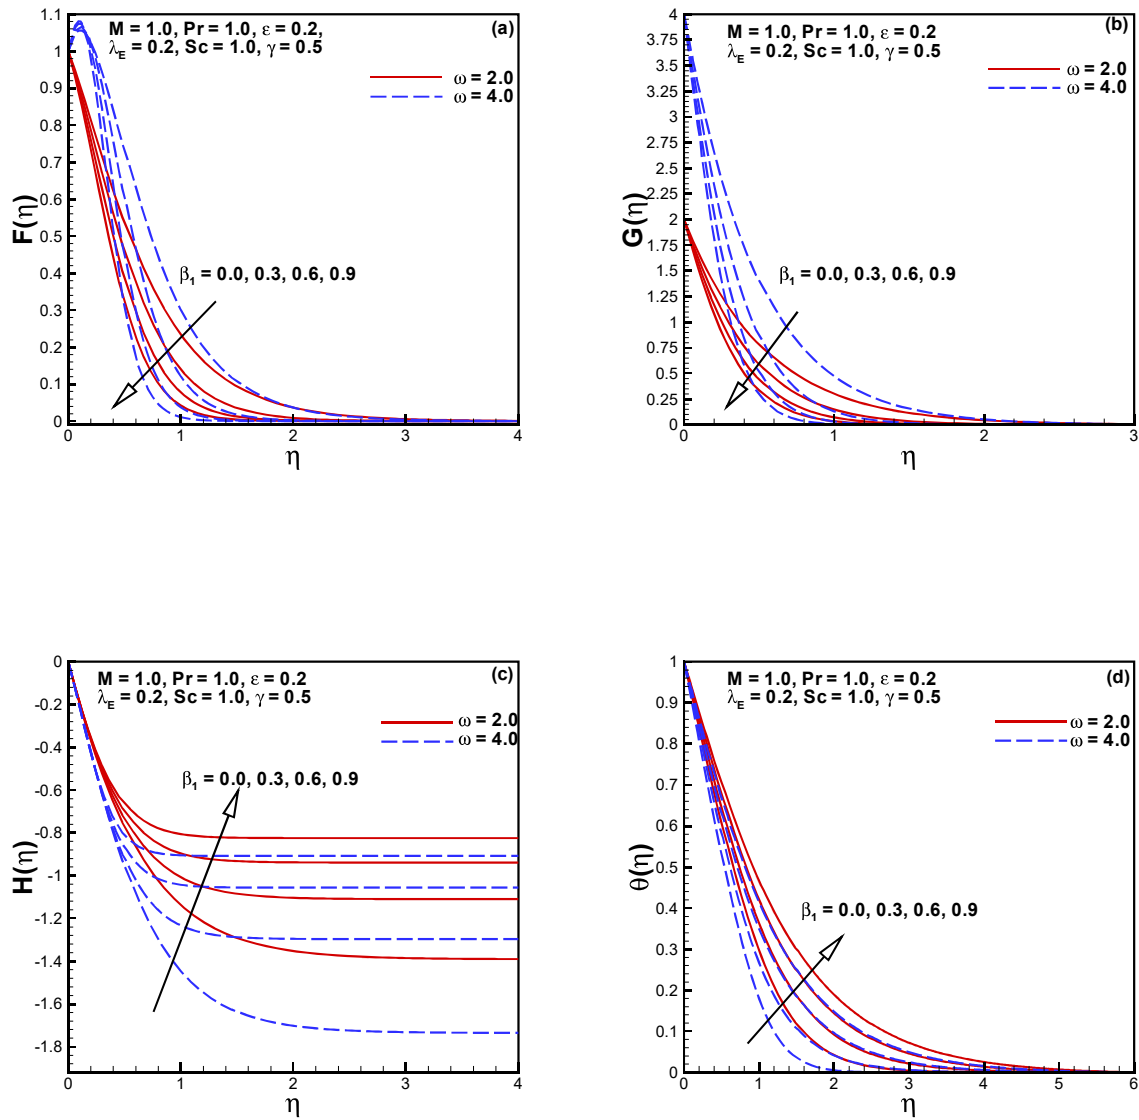 (a)
M = 1.0, Pr = 1.0, ε = 0.2,
λE = 0.2, Sc = 1.0, γ = 0.5
ω = 2.0
ω = 4.0
1.1
1
0.9
0.8
0.7
0.6
0.5
0.4
0.3
0.2
0.1
0
F(η)
β1 = 0.0, 0.3, 0.6, 0.9
0 1 2 3 4
η
(b)
M = 1.0, Pr = 1.0, ε = 0.2
λE = 0.2, Sc = 1.0, γ = 0.5
ω = 2.0
ω = 4.0
4
3.75
3.5
3.25
3
2.75
2.5
2.25
2
1.75
1.5
1.25
1
0.75
0.5
0.25
0
G(η)
β1 = 0.0, 0.3, 0.6, 0.9
0 1 2 3
η
(c)
M = 1.0, Pr = 1.0, ε = 0.2
λE = 0.2, Sc = 1.0, γ = 0.5
ω = 2.0
ω = 4.0
0
-0.2
-0.4
-0.6
-0.8
-1
-1.2
-1.4
-1.6
-1.8
H(η)
β1 = 0.0, 0.3, 0.6, 0.9
0 1 2 3 4
η
(d)
M = 1.0, Pr = 1.0, ε = 0.2
λE = 0.2, Sc = 1.0, γ = 0.5
ω = 2.0
ω = 4.0
1
0.9
0.8
0.7
0.6
0.5
0.4
0.3
0.2
0.1
0
θ(η)
β1 = 0.0, 0.3, 0.6, 0.9
0 1 2 3 4 5 6
η